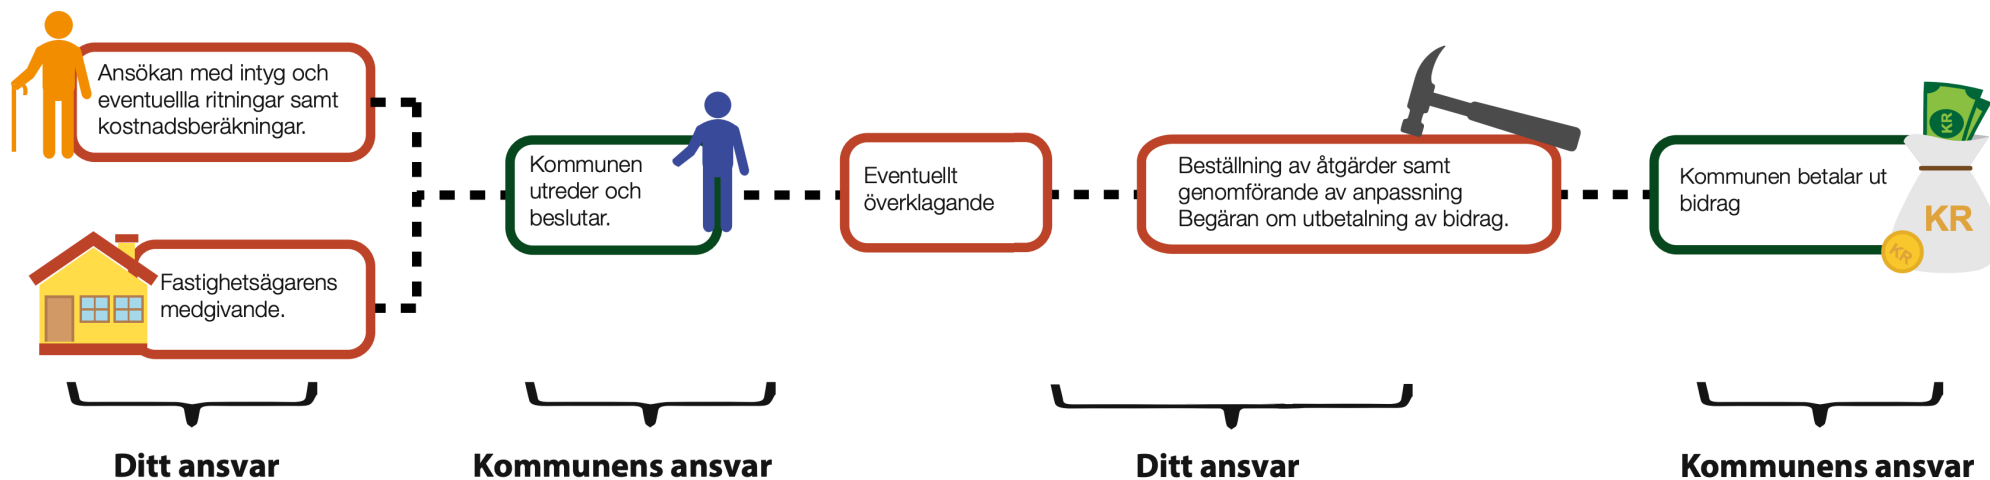 Ansökan med intyg och
eventuellla ritningar samt
kostnadsberäkningar.
Fastighetsägarens
medgivande.
Kommunen
utreder och
beslutar.
Eventuellt
överklagande
Beställning av åtgärder samt
genomförande av anpassning
Begäran om utbetalning av bidrag.
Kommunen betalar ut
bidrag
KR
KR
KR
Ditt ansvar
Kommunens ansvar
Ditt ansvar
Kommunens ansvar